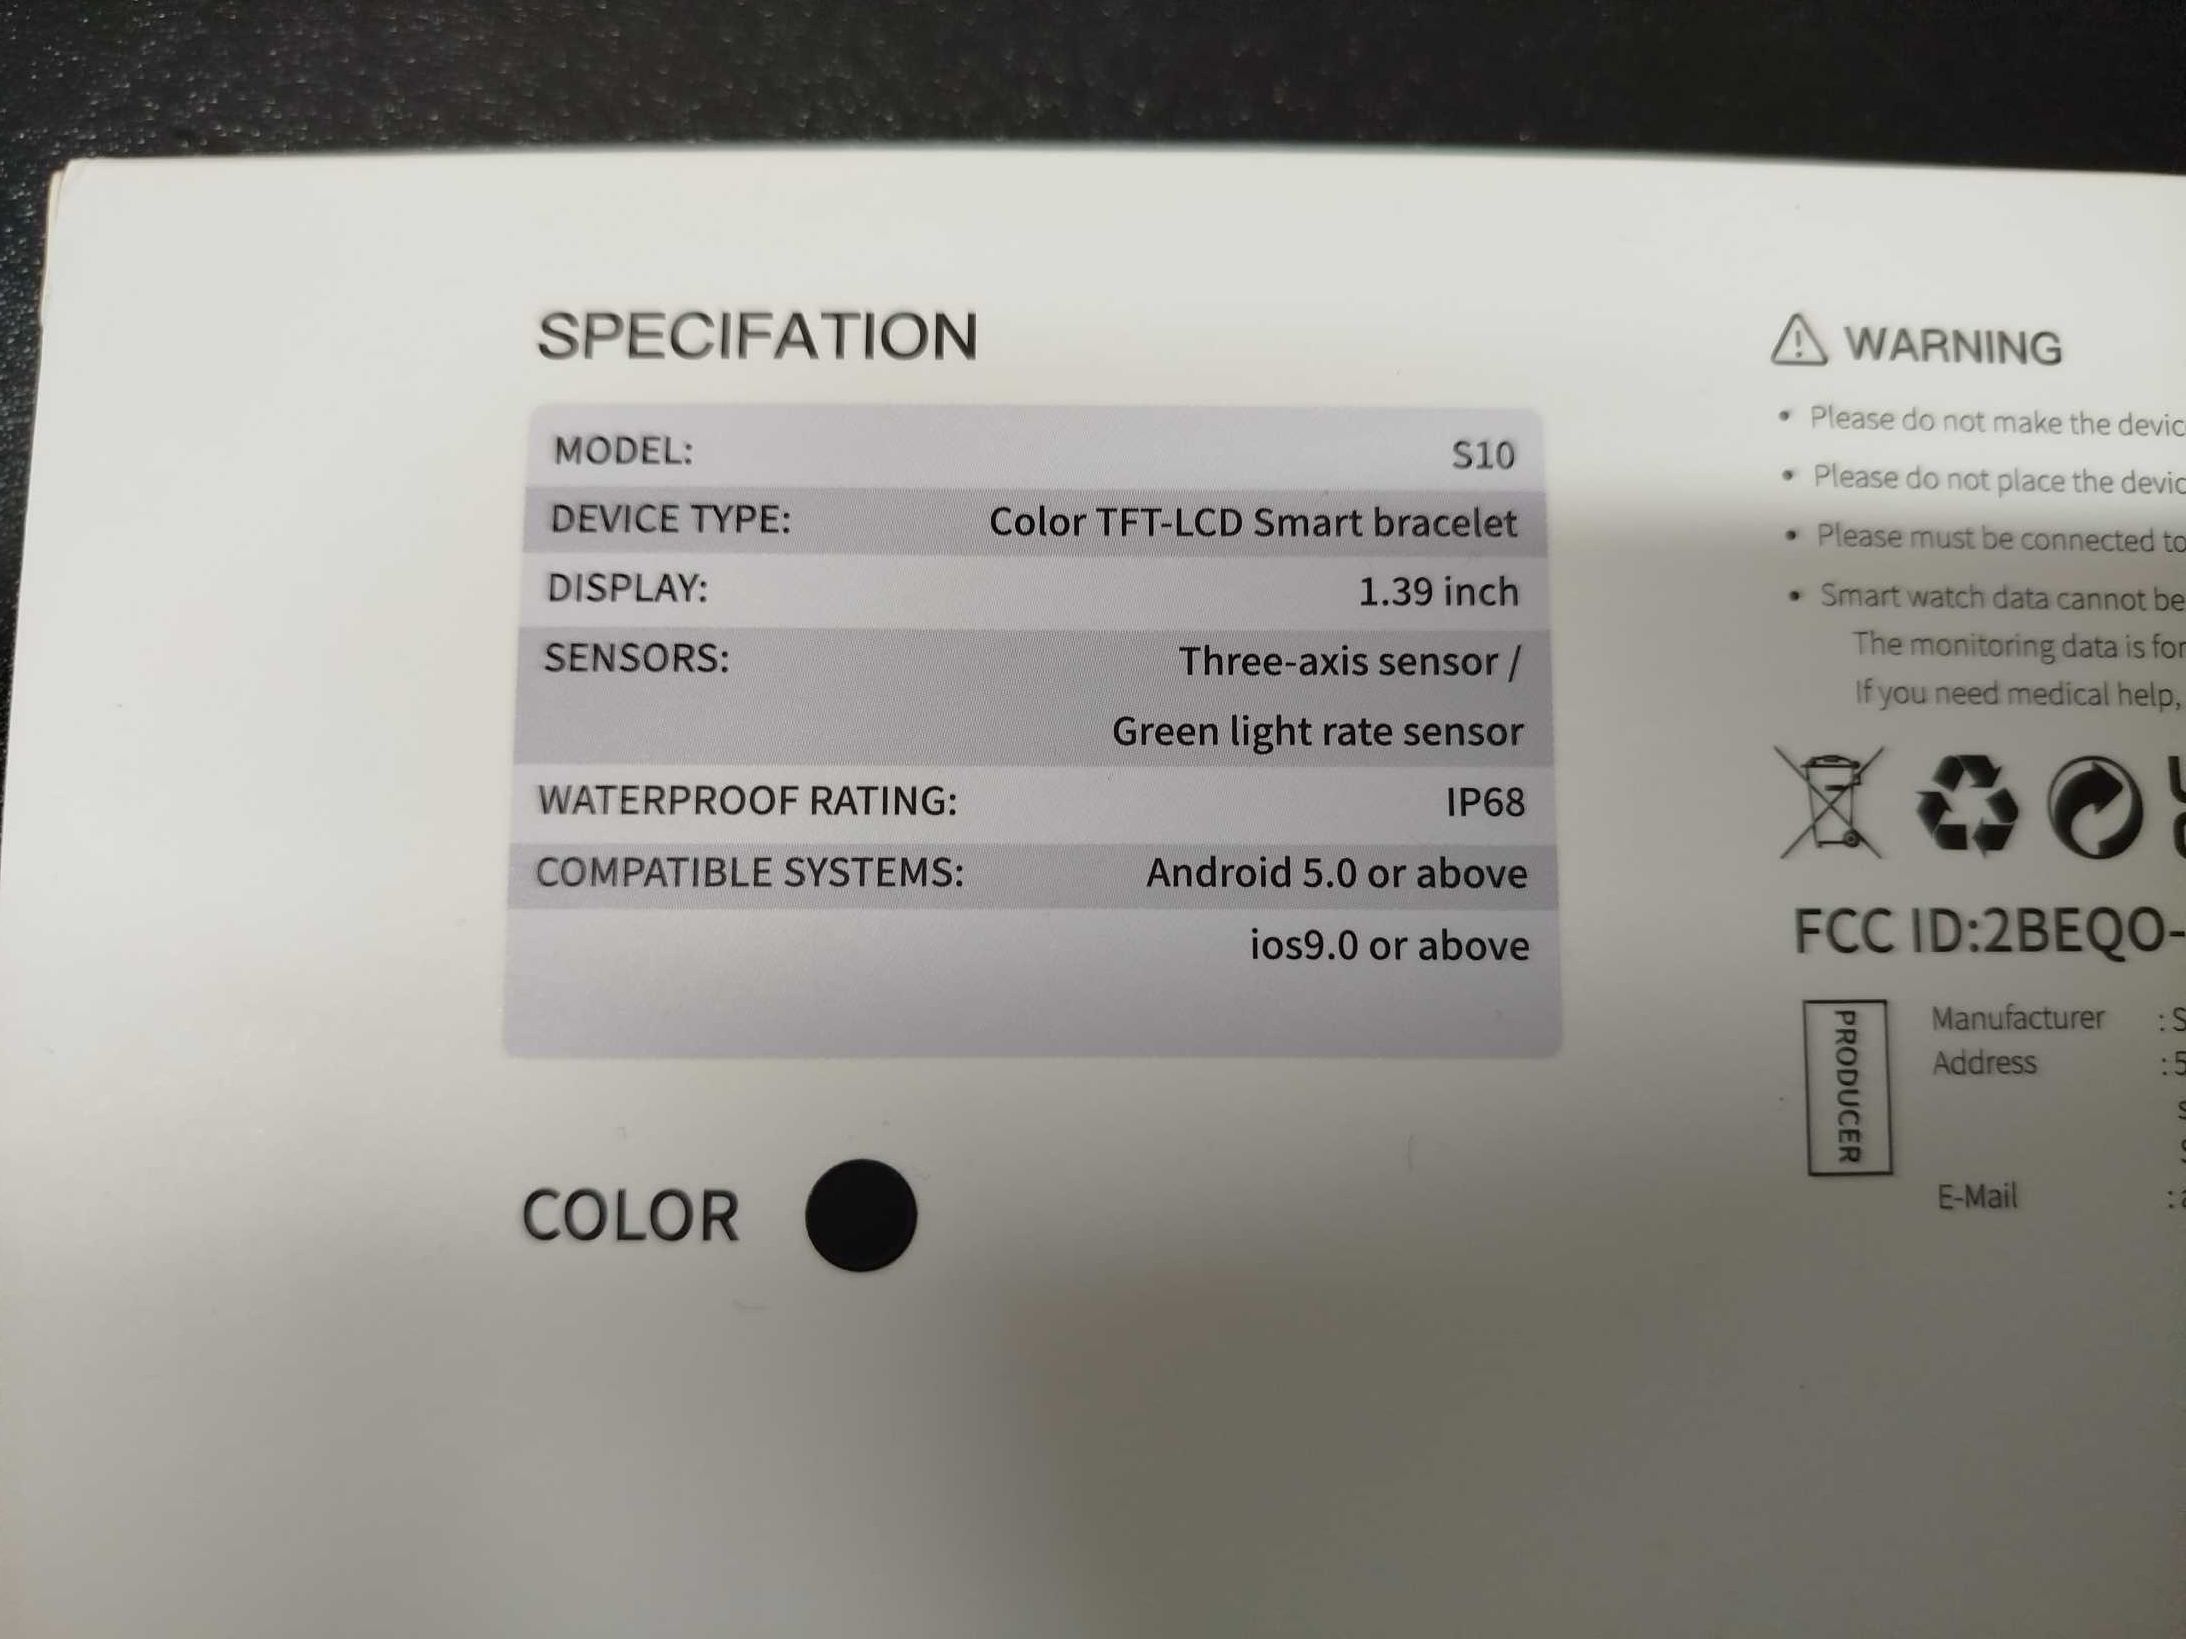 SPECIFATION
MODEL: S10
DEVICE TYPE: Color TFT-LCD Smart bracelet
DISPLAY: 1.39 inch
SENSORS: Three-axis sensor /
Green light rate sensor
WATERPROOF RATING: IP68
COMPATIBLE SYSTEMS: Android 5.0 or above
ios9.0 or above
COLOR
WARNING
• Please do not make the devic
• Please do not place the devic
• Please must be connected to
• Smart watch data cannot be
The monitoring data is for
If you need medical help,
FCC ID:2BEQO-
PRODUCER
Manufacturer : S
Address : 5
E-Mail :